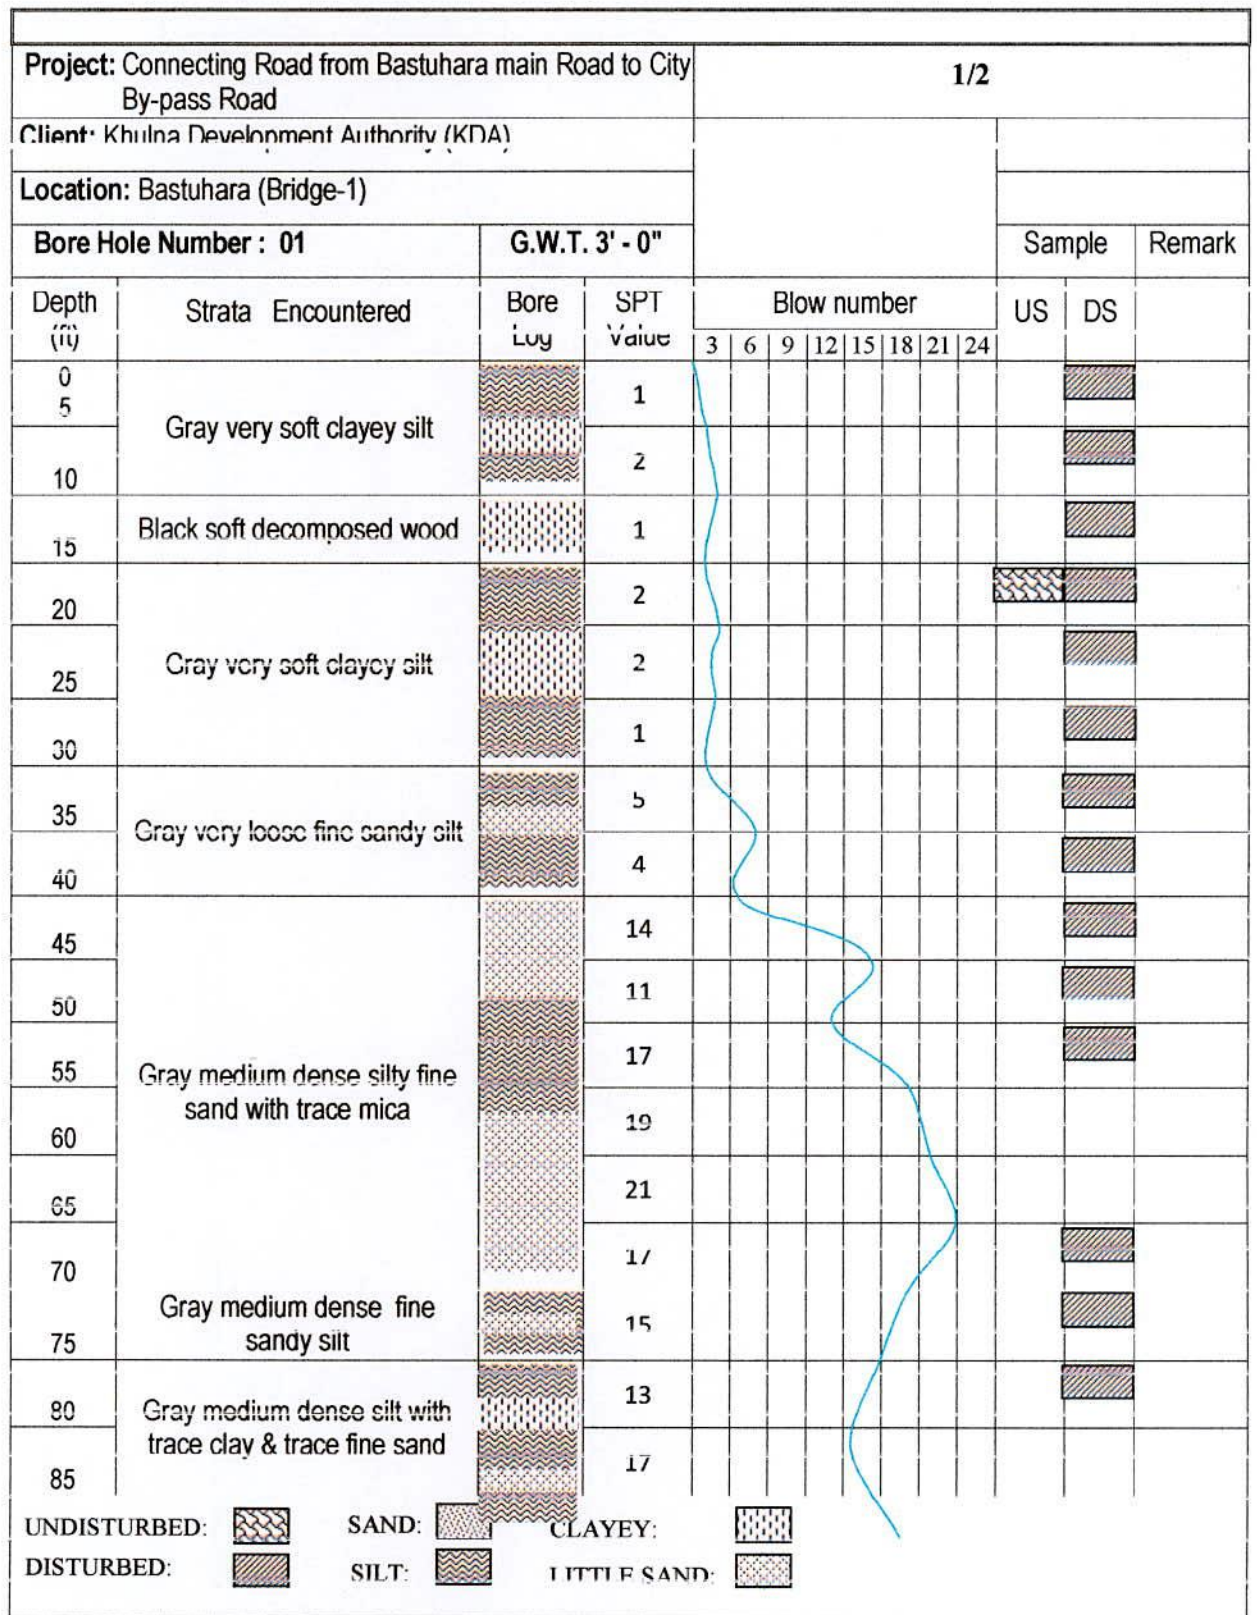 Project: Connecting Road from Bastuhara main Road to City
By-pass Road
1/2
Client: Khulna Development Authority (KDA)
Location: Bastuhara (Bridge-1)
Bore Hole Number : 01
G.W.T. 3' - 0"
Sample
Remark
Depth
(ft)
Strata Encountered
Bore
Log
SPT
Value
Blow number
3 6 9 12 15 18 21 24
US
DS
0
5
1
Gray very soft clayey silt
10
2
Black soft decomposed wood
15
1
20
2
Gray very soft clayey silt
25
2
30
1
35
5
Gray very loose fine sandy silt
40
4
45
14
50
11
55
17
Gray medium dense silty fine
sand with trace mica
60
19
65
21
70
17
Gray medium dense fine
sandy silt
75
15
80
13
Gray medium dense silt with
trace clay & trace fine sand
85
17
UNDISTURBED:
SAND:
CLAYEY:
DISTURBED:
SILT:
LITTLE SAND: